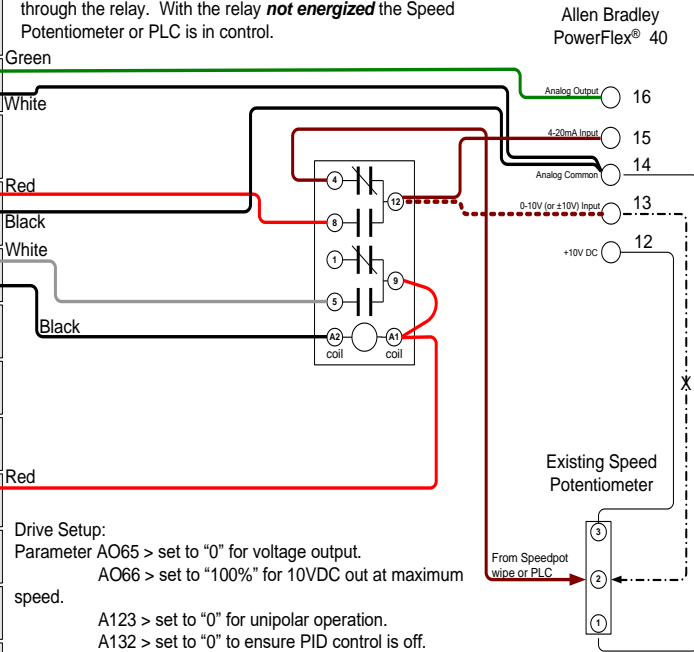 through the relay. With the relay not energized the Speed
Potentiometer or PLC is in control.
Allen Bradley
PowerFlex® 40
Green
White
Red
Black
White
Black
Red
Analog Output
16
4-20mA Input
15
14
Analog Common
13
0-10V (or ±10V) Input
12
+10V DC
4
12
8
1
9
5
A2
A1
coil
coil
X
Existing Speed
Potentiometer
3
From Speedpot
wipe or PLC
2
1
Drive Setup:
Parameter AO65 > set to “0” for voltage output.
AO66 > set to “100%” for 10VDC out at maximum
speed.
A123 > set to “0” for unipolar operation.
A132 > set to “0” to ensure PID control is off.